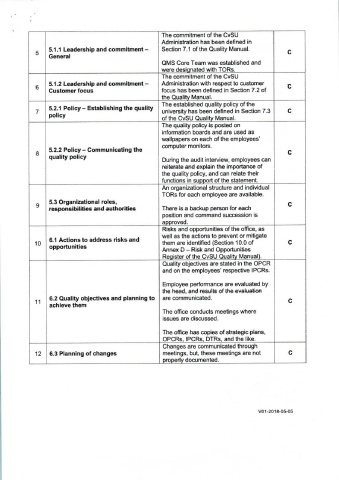 The commitment of the CvSU
Administration has been defined in
5 5.1.1 Leadership and commitment – Section 7.1 of the Quality Manual. C
General
QMS Core Team was established and
were designated with TORs.
The commitment of the CvSU
6 5.1.2 Leadership and commitment – Administration with respect to customer C
Customer focus focus has been defined in Section 7.2 of
the Quality Manual.
The established quality policy of the
7 5.2.1 Policy – Establishing the quality university has been defined in Section 7.3 C
policy of the CvSU Quality Manual.
The quality policy is posted on
information boards and are used as
wallpapers on each of the employees'
computer monitors.
8 5.2.2 Policy – Communicating the C
quality policy
During the audit interview, employees can
reiterate and explain the importance of
the quality policy, and can relate their
functions in support of the statement.
An organizational structure and individual
TORs for each employee are available.
9 5.3 Organizational roles, C
responsibilities and authorities There is a backup person for each
position and command succession is
approved.
Risks and opportunities of the office, as
well as the actions to prevent or mitigate
10 6.1 Actions to address risks and them are identified (Section 10.0 of C
opportunities Annex D – Risk and Opportunities
Register of the CvSU Quality Manual)
Quality objectives are stated in the OPCR
and on the employees' respective IPCRs.
Employee performance are evaluated by
the head, and results of the evaluation
11 6.2 Quality objectives and planning to are communicated. C
achieve them
The office conducts meetings where
issues are discussed.
The office has copies of strategic plans,
OPCRs, IPCRs, DTRs, and the like.
Changes are communicated through
12 6.3 Planning of changes meetings, but, these meetings are not C
properly documented.
V01-2018-05-03